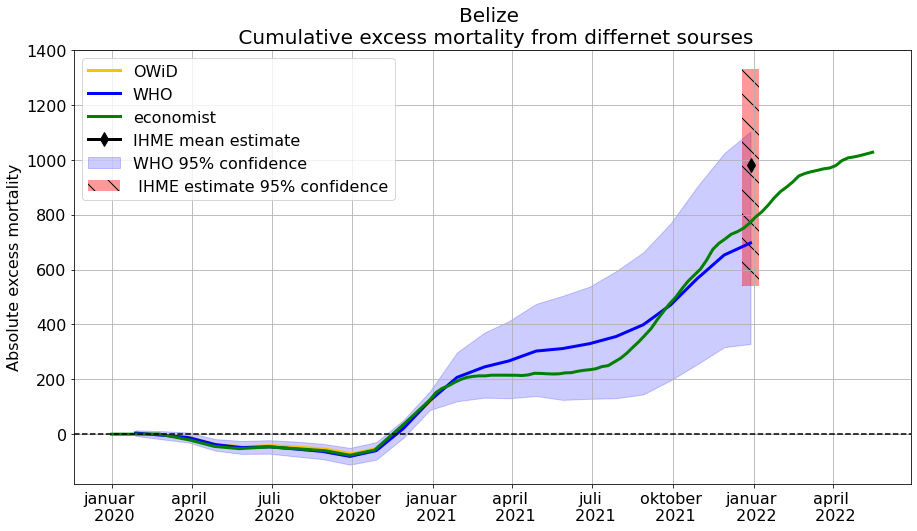 Belize
Cumulative excess mortality from differnet sourses
Absolute excess mortality
1400
1200
1000
800
600
400
200
0
OWiD
WHO
economist
IHME mean estimate
WHO 95% confidence
IHME estimate 95% confidence
januar 2020
april 2020
juli 2020
oktober 2020
januar 2021
april 2021
juli 2021
oktober 2021
januar 2022
april 2022